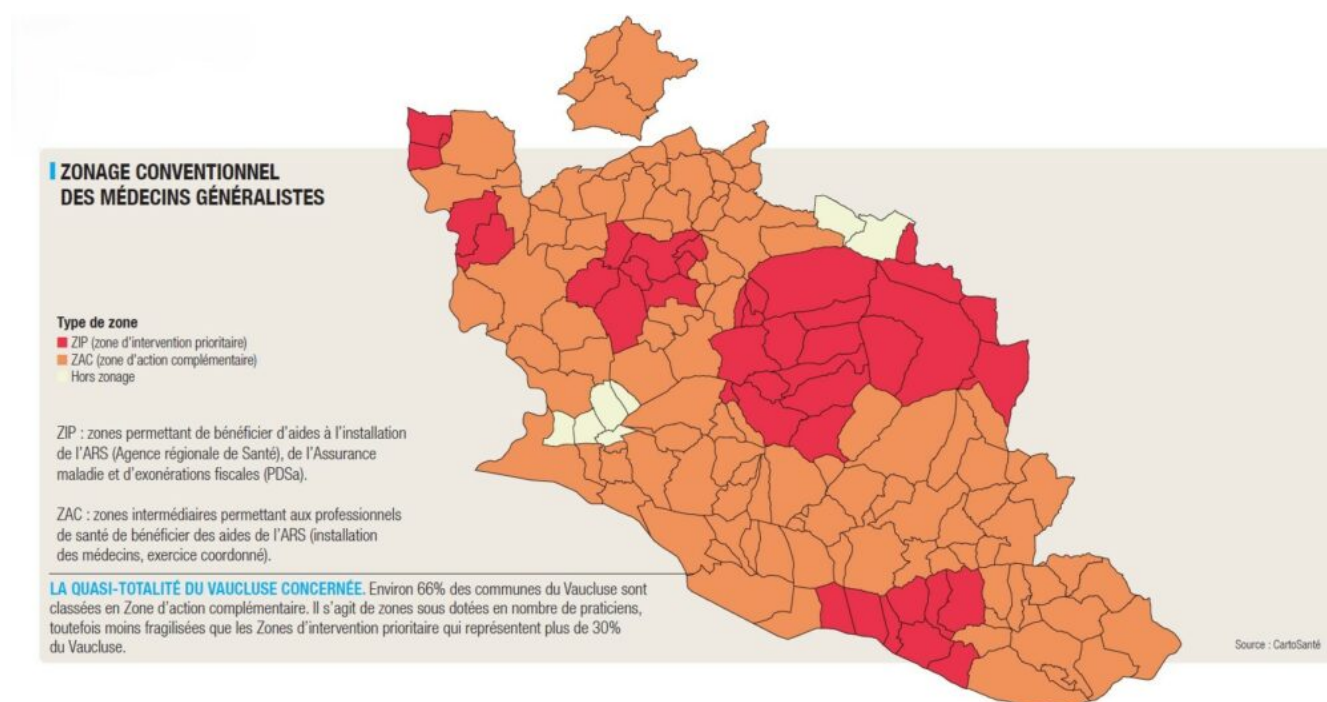 ZONAGE CONVENTIONNEL
DES MÉDECINS GÉNÉRALISTES
Type de zone
ZIP (zone d'intervention prioritaire)
ZAC (zone d'action complémentaire)
Hors zonage
ZIP : zones permettant de bénéficier d'aides à l'installation
de l'ARS (Agence régionale de Santé), de l'Assurance
maladie et d'exonérations fiscales (PDSa).
ZAC : zones intermédiaires permettant aux professionnels
de santé de bénéficier des aides de l'ARS (installation
des médecins, exercice coordonné).
LA QUASI-TOTALITÉ DU VAUCLUSE CONCERNÉE. Environ 66% des communes du Vaucluse sont
classées en Zone d'action complémentaire. Il s'agit de zones sous dotées en nombre de praticiens,
toutefois moins fragilisées que les Zones d'intervention prioritaire qui représentent plus de 30%
du Vaucluse.
Source : CartoSanté